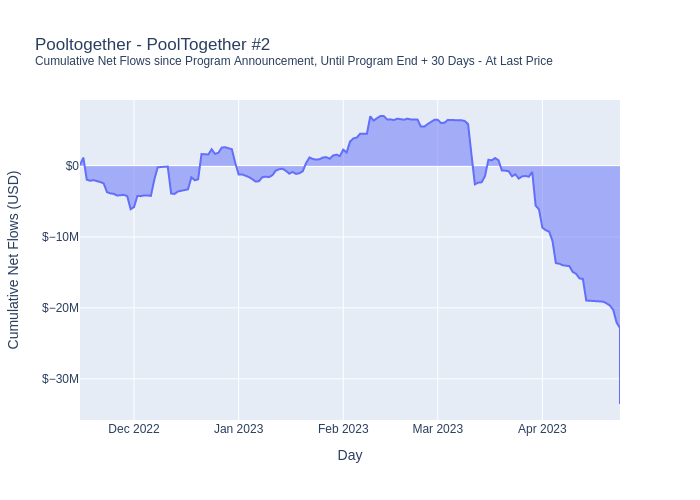 Pooltogether - PoolTogether #2
Cumulative Net Flows since Program Announcement, Until Program End + 30 Days - At Last Price
$0
$−10M
$−20M
$−30M
Cumulative Net Flows (USD)
Dec 2022
Jan 2023
Feb 2023
Mar 2023
Apr 2023
Day